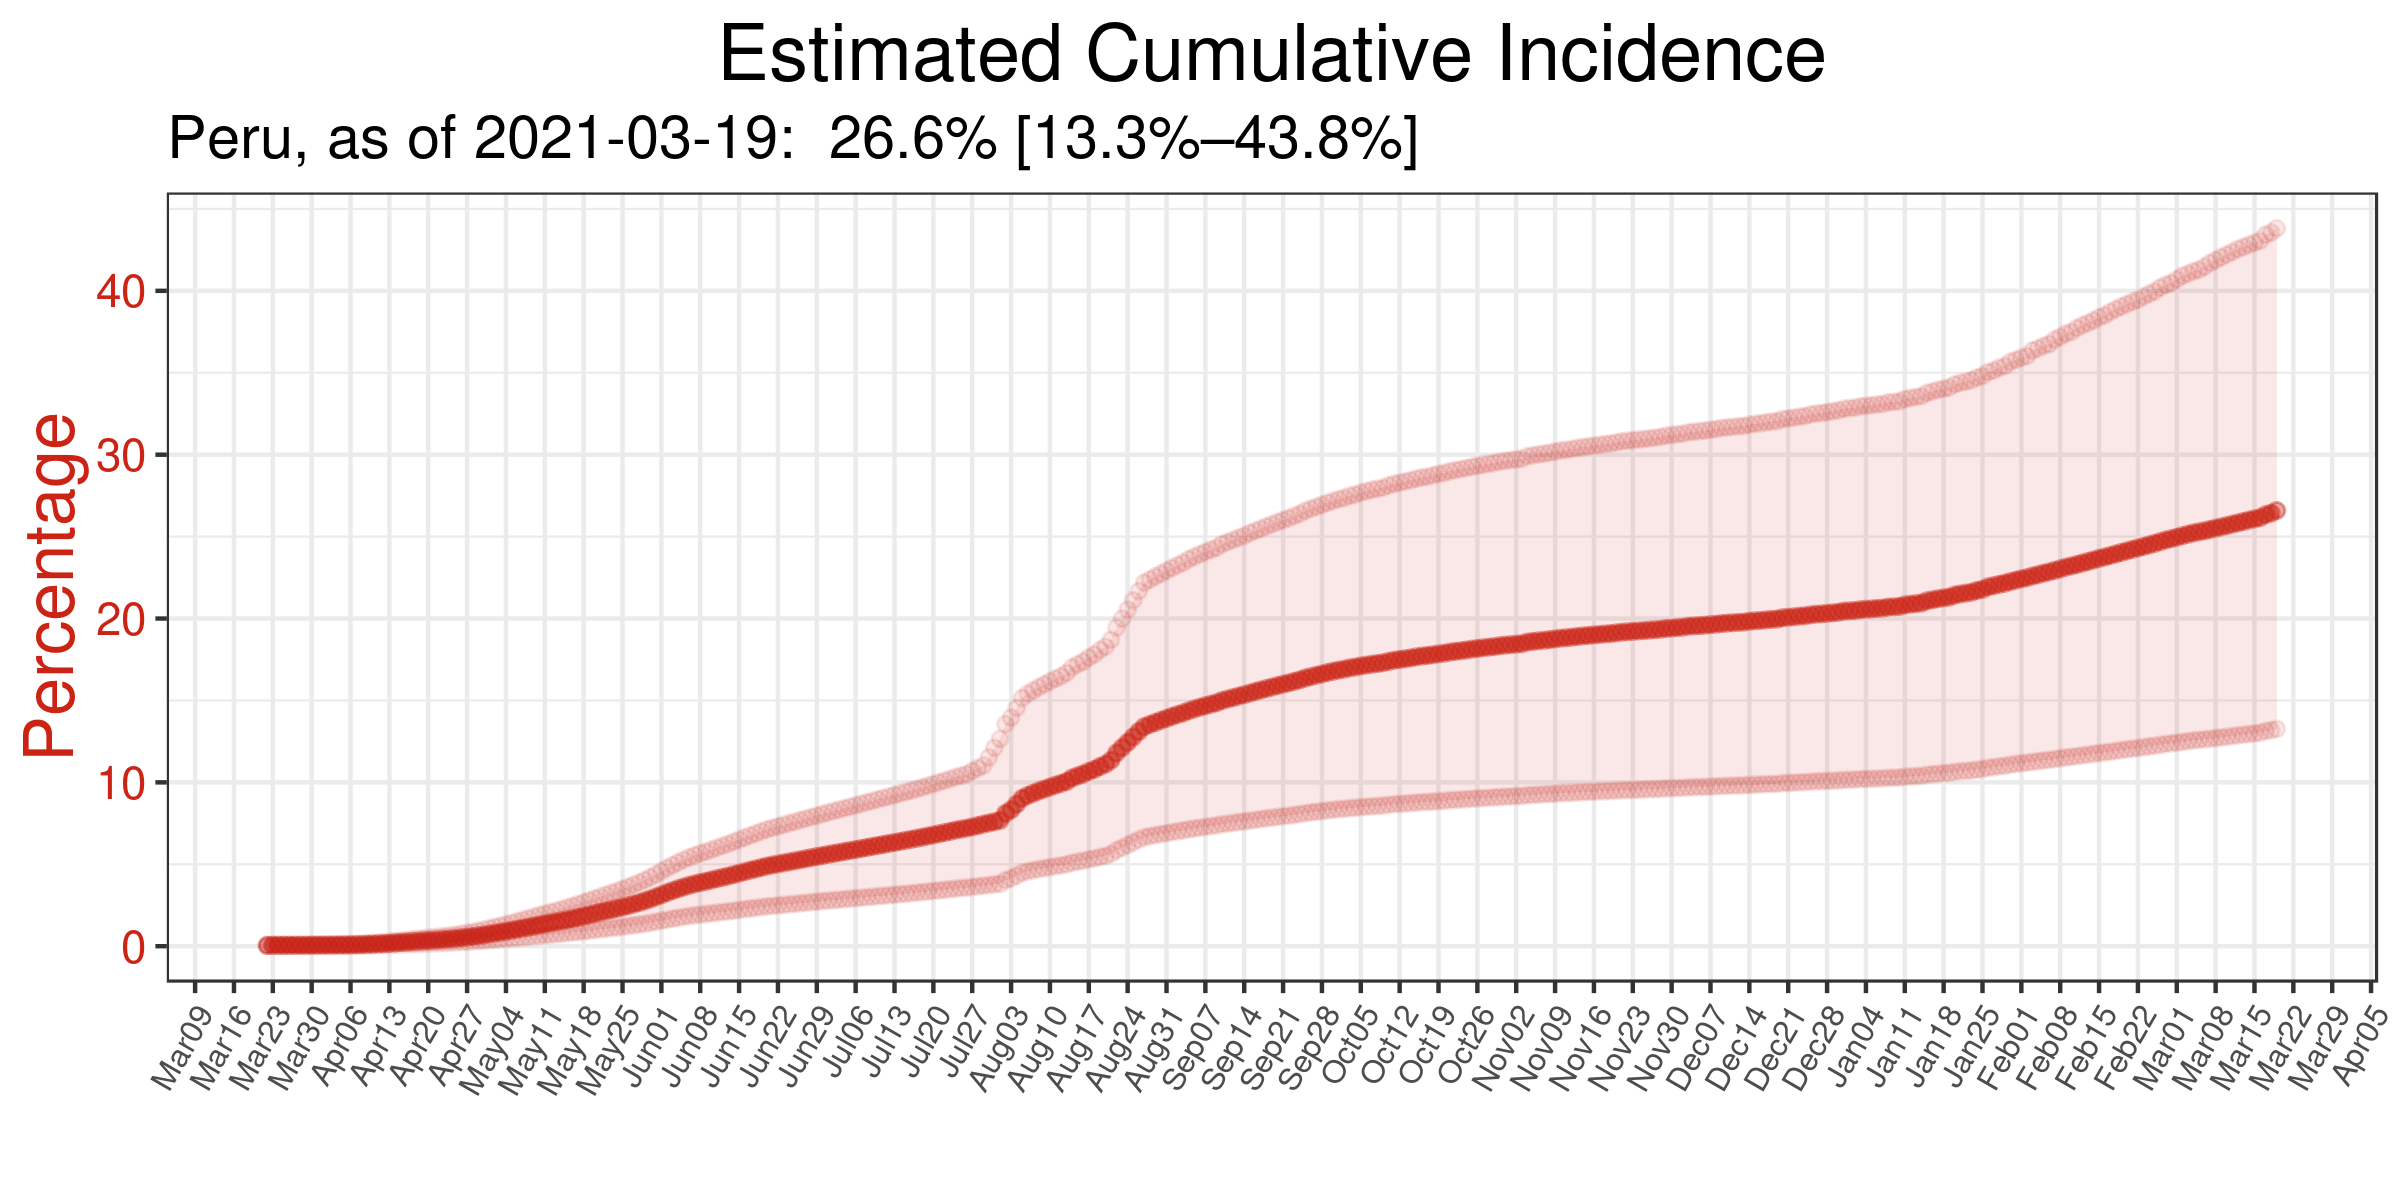 Estimated Cumulative Incidence
Peru, as of 2021-03-19:  26.6% [13.3%–43.8%]
Percentage
40
30
20
10
0
Mar09
Mar16
Mar23
Mar30
Apr06
Apr13
Apr20
Apr27
May04
May11
May18
May25
Jun01
Jun08
Jun15
Jun22
Jun29
Jul06
Jul13
Jul20
Jul27
Aug03
Aug10
Aug17
Aug24
Aug31
Sep07
Sep14
Sep21
Sep28
Oct05
Oct12
Oct19
Oct26
Nov02
Nov09
Nov16
Nov23
Nov30
Dec07
Dec14
Dec21
Dec28
Jan04
Jan11
Jan18
Jan25
Feb01
Feb08
Feb15
Feb22
Mar01
Mar08
Mar15
Mar22
Mar29
Apr05